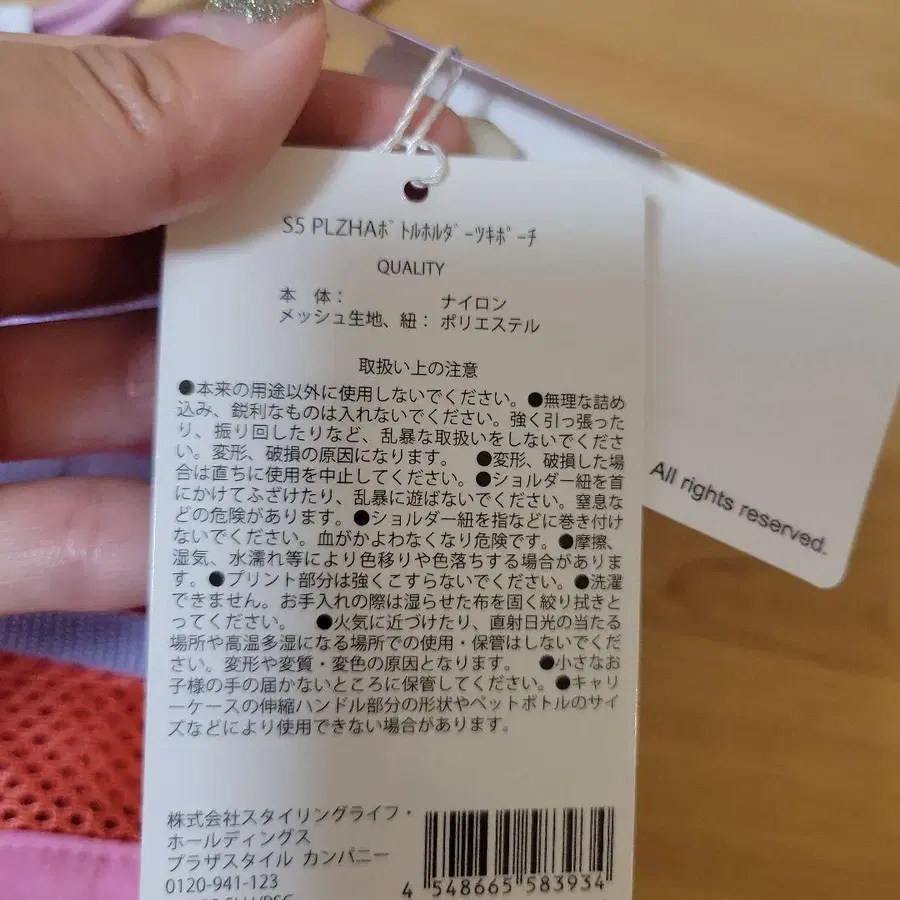 S5 PLZHAﾎﾞﾄﾙﾎﾙﾀﾞｰﾂｷﾎﾟｰﾁ
QUALITY
本　体：　ナイロン
メッシュ生地、紐：　ポリエステル
取扱い上の注意
●本来の用途以外に使用しないでください。●無理な詰め
込み、鋭利なものは入れないでください。強く引っ張った
り、振り回したりなど、乱暴な取扱いをしないでくださ
い。変形、破損の原因になります。　●変形、破損した場
合は直ちに使用を中止してください。●ショルダー紐を首
にかけてふざけたり、乱暴に遊ばないでください。窒息な
どの危険があります。●ショルダー紐を指などに巻き付け
ないでください。血がかよわなくなり危険です。●摩擦、
湿気、水濡れ等により色移りや色落ちする場合がありま
す。●プリント部分は強くこすらないでください。●洗濯
できません。お手入れの際は湿らせた布を固く絞り拭きと
ってください。　●火気に近づけたり、直射日光の当たる
場所や高温多湿になる場所での使用・保管はしないでくだ
さい。変形や変質・変色の原因となります。　●小さなお
子様の手の届かないところに保管してください。●キャリ
ーケースの伸縮ハンドル部分の形状やペットボトルのサイ
ズなどにより使用できない場合があります。
株式会社スタイリングライフ・
ホールディングス
プラザスタイル カンパニー
0120-941-123
4 548665 583934
All rights reserved.